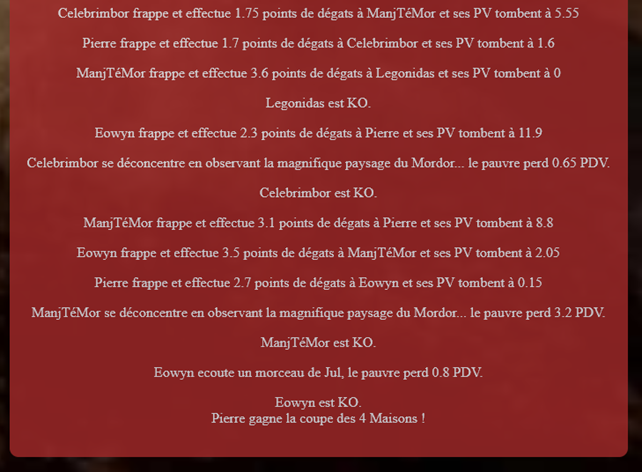 Celebrimbor frappe et effectue 1.75 points de dégats à ManjTéMor et ses PV tombent à 5.55
Pierre frappe et effectue 1.7 points de dégats à Celebrimbor et ses PV tombent à 1.6
ManjTéMor frappe et effectue 3.6 points de dégats à Legonidas et ses PV tombent à 0
Legonidas est KO.
Eowyn frappe et effectue 2.3 points de dégats à Pierre et ses PV tombent à 11.9
Celebrimbor se déconcentre en observant la magnifique paysage du Mordor... le pauvre perd 0.65 PDV.
Celebrimbor est KO.
ManjTéMor frappe et effectue 3.1 points de dégats à Pierre et ses PV tombent à 8.8
Eowyn frappe et effectue 3.5 points de dégats à ManjTéMor et ses PV tombent à 2.05
Pierre frappe et effectue 2.7 points de dégats à Eowyn et ses PV tombent à 0.15
ManjTéMor se déconcentre en observant la magnifique paysage du Mordor... le pauvre perd 3.2 PDV.
ManjTéMor est KO.
Eowyn ecoute un morceau de Jul, le pauvre perd 0.8 PDV.
Eowyn est KO.
Pierre gagne la coupe des 4 Maisons !